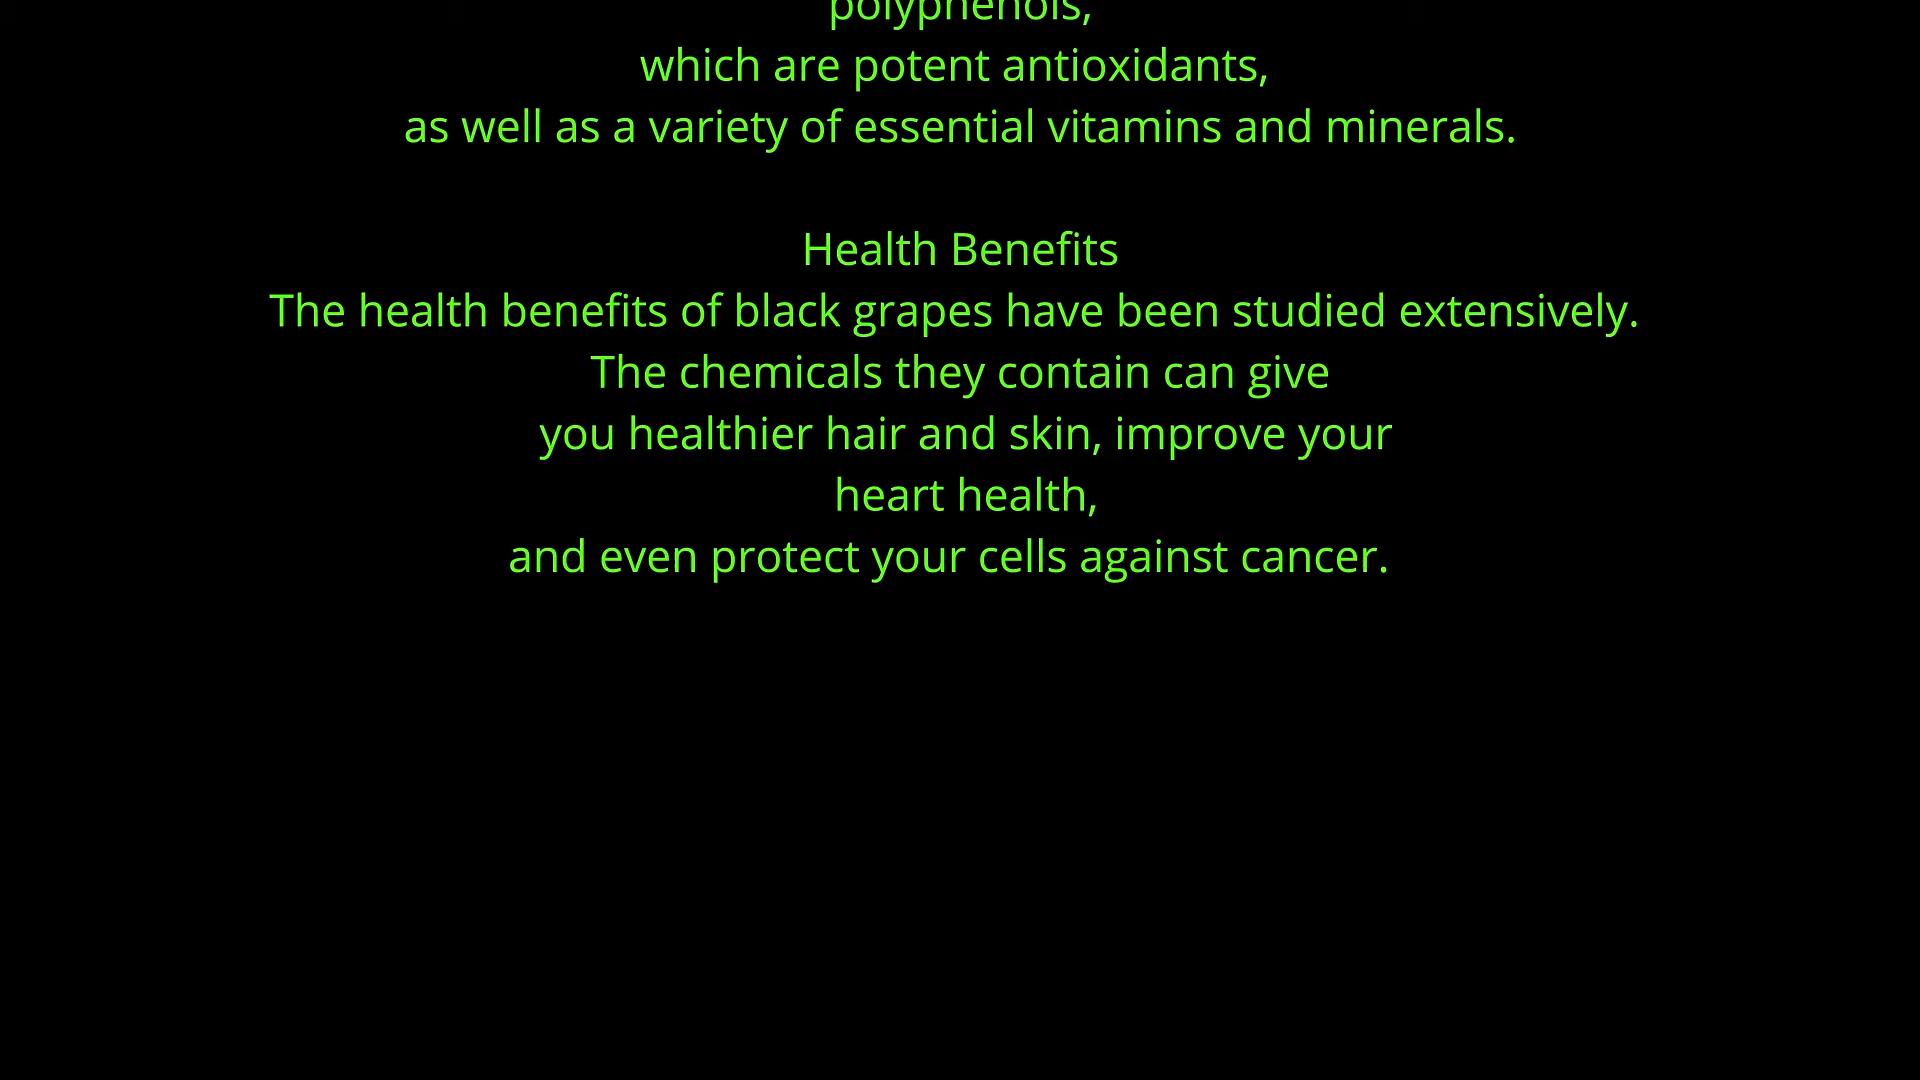 polyphenols,
which are potent antioxidants,
as well as a variety of essential vitamins and minerals.
Health Benefits
The health benefits of black grapes have been studied extensively.
The chemicals they contain can give
you healthier hair and skin, improve your
heart health,
and even protect your cells against cancer.